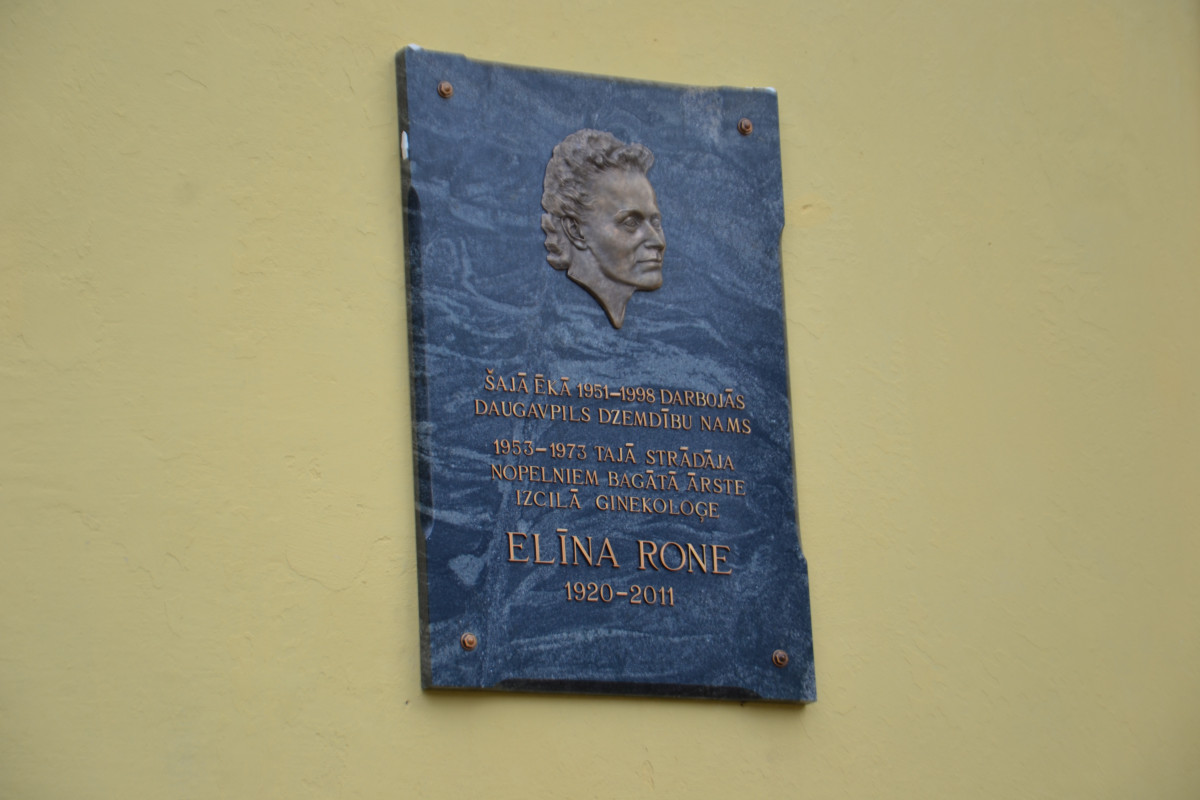 ŠAJĀ ĒKĀ 1951–1998 DARBOJĀS
DAUGAVPILS DZEMDĪBU NAMS
1953–1973 TAJĀ STRĀDĀJA
NOPELNIEM BAGĀTĀ ĀRSTE
IZCILĀ GINEKOLOĢE
ELĪNA RONE
1920–2011